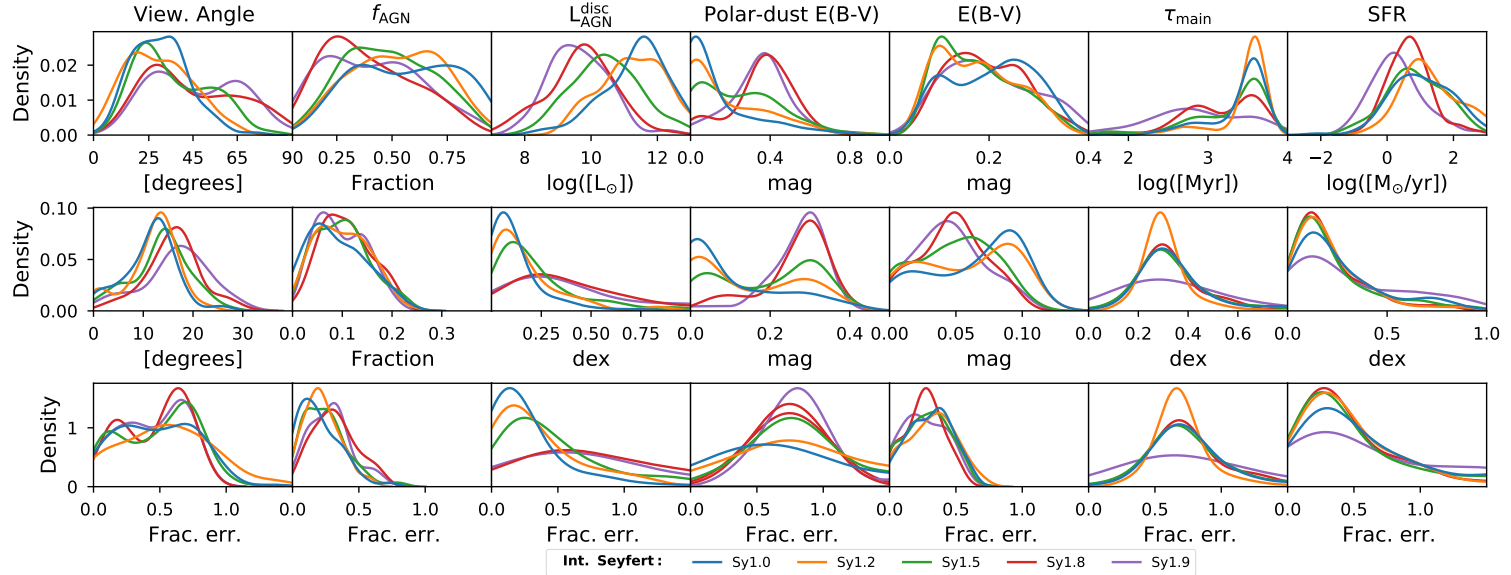 View. Angle f_AGN L_AGN^disc Polar-dust E(B-V) E(B-V) τ_main SFR
Density
0.02
0.01
0.00
0 25 45 65 90 0.25 0.50 0.75 8 10 12 0.0 0.4 0.8 0.0 0.2 0.4 2 3 4 −2 0 2
[degrees] Fraction log([L⊙]) mag mag log([Myr]) log([M⊙/yr])
Density
0.10
0.05
0.00
0 10 20 30 0.0 0.1 0.2 0.3 0.25 0.50 0.75 0.0 0.2 0.4 0.00 0.05 0.10 0.0 0.2 0.4 0.6 0.0 0.5 1.0
[degrees] Fraction dex mag mag dex dex
Density
1
0
0.0 0.5 1.0 0.0 0.5 1.0 0.0 0.5 1.0 0.0 0.5 1.0 0.0 0.5 1.0 0.0 0.5 1.0 0.0 0.5 1.0
Frac. err. Frac. err. Frac. err. Frac. err. Frac. err. Frac. err. Frac. err.
Int. Seyfert: Sy1.0 Sy1.2 Sy1.5 Sy1.8 Sy1.9